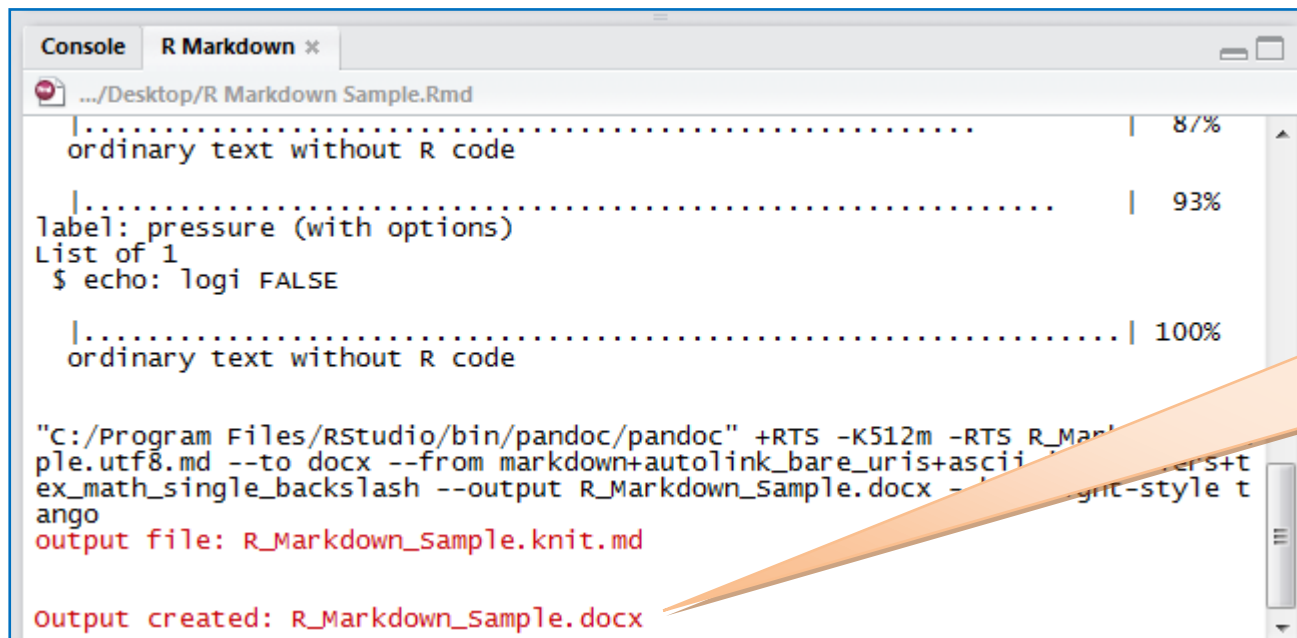 Console R Markdown ×
.../Desktop/R Markdown Sample.Rmd
|....................................................... | 87%
ordinary text without R code
|............................................................ | 93%
label: pressure (with options)
List of 1
$ echo: logi FALSE
|................................................................| 100%
ordinary text without R code
"C:/Program Files/RStudio/bin/pandoc/pandoc" +RTS -K512m -RTS
ple.utf8.md --to docx --from markdown+autolink_bare_uris+ascii
ex_math_single_backslash --output R_Markdown_Sample.docx t
ango
output file: R_Markdown_Sample.knit.md
Output created: R_Markdown_Sample.docx